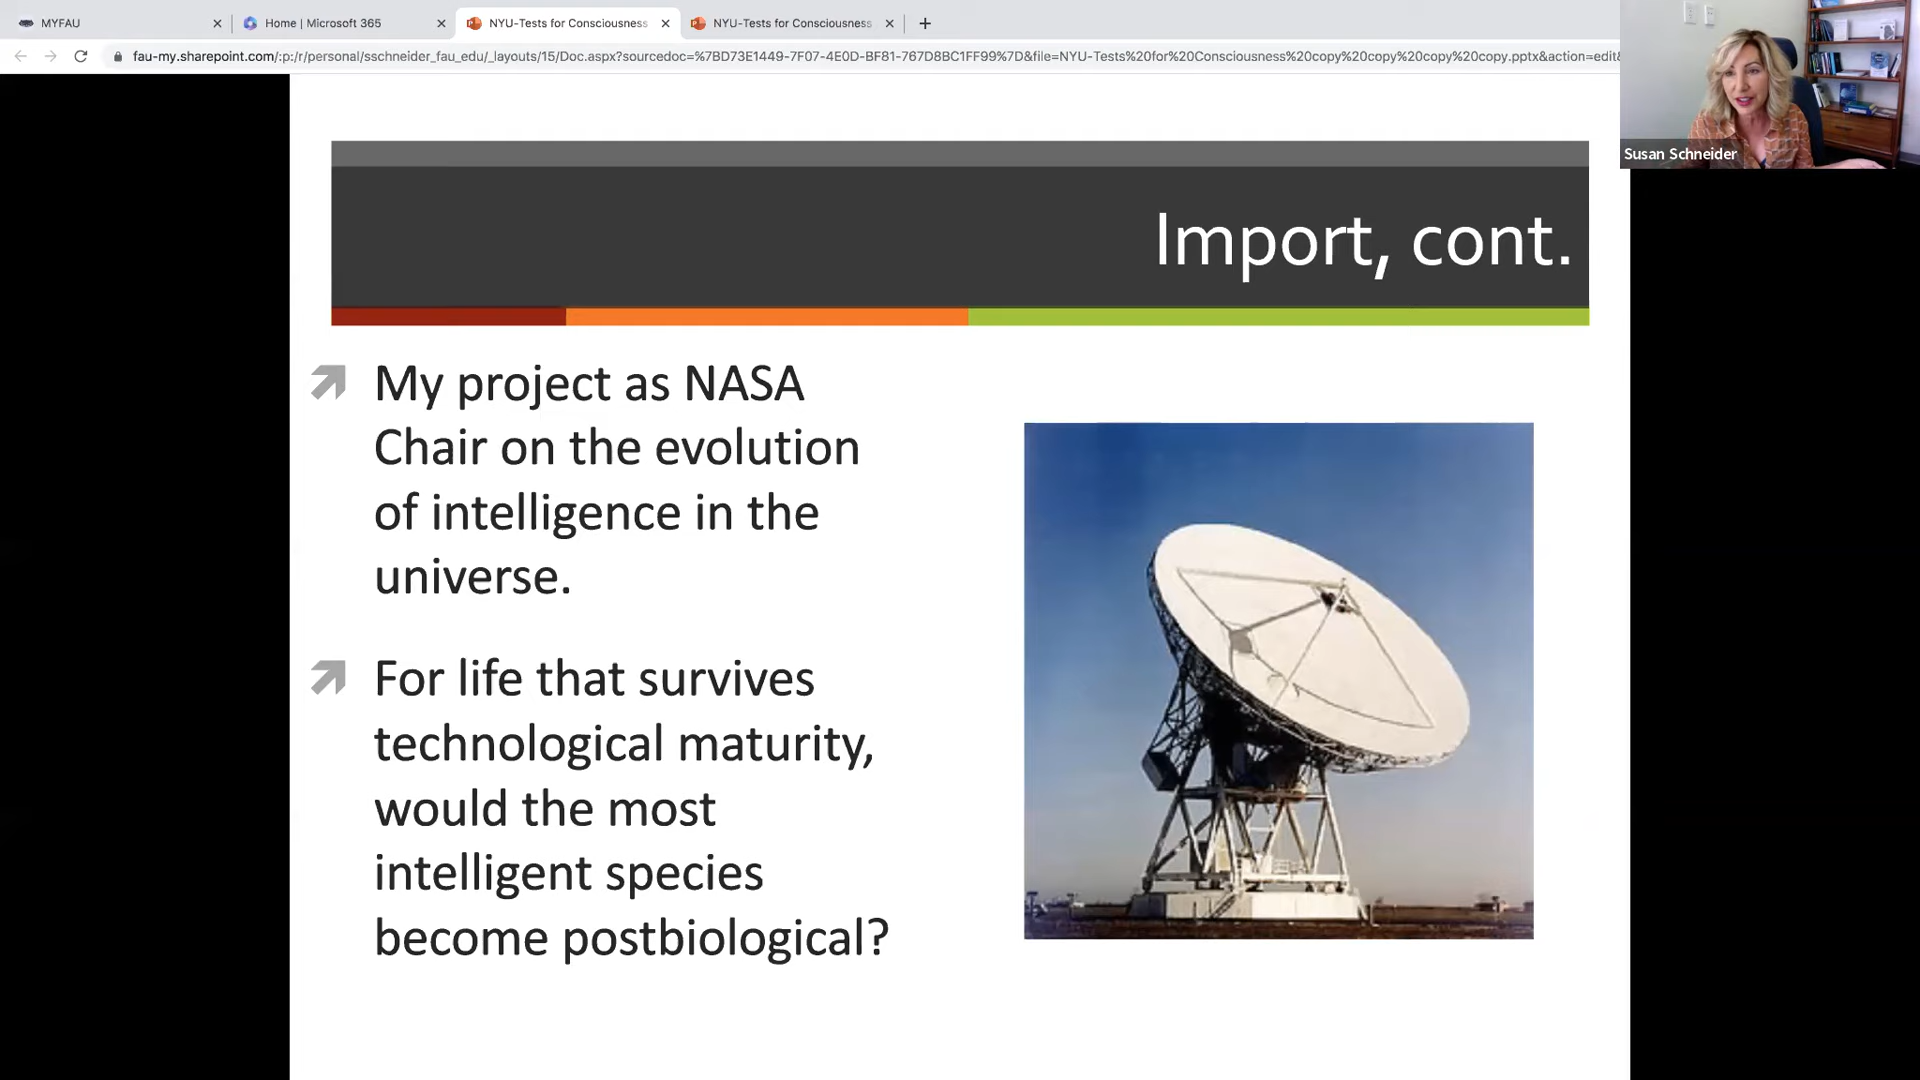 MYFAU
Home | Microsoft 365
NYU-Tests for Consciousness
NYU-Tests for Consciousness
fau-my.sharepoint.com/:p:/r/personal/sschneider_fau_edu/_layouts/15/Doc.aspx?sourcedoc=%7BD73E1449-7F07-4E0D-BF81-767D8BC1FF99%7D&file=NYU-Tests%20for%20Consciousness%20copy%20copy%20copy%20copy.pptx&action=edit&
Susan Schneider
Import, cont.
My project as NASA
Chair on the evolution
of intelligence in the
universe.
For life that survives
technological maturity,
would the most
intelligent species
become postbiological?